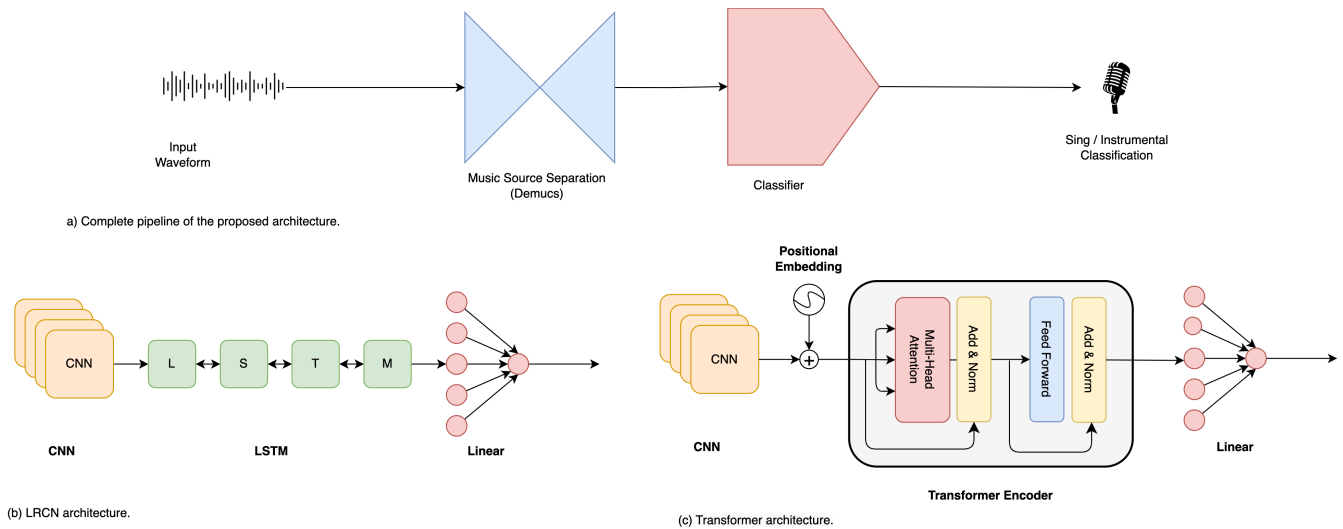 Input
Waveform
Music Source Separation
(Demucs)
Classifier
Sing / Instrumental
Classification
a) Complete pipeline of the proposed architecture.
CNN
L
S
T
M
CNN
LSTM
Linear
(b) LRCN architecture.
Positional
Embedding
CNN
+
Multi-Head
Attention
Add & Norm
Feed Forward
Add & Norm
CNN
Linear
Transformer Encoder
(c) Transformer architecture.